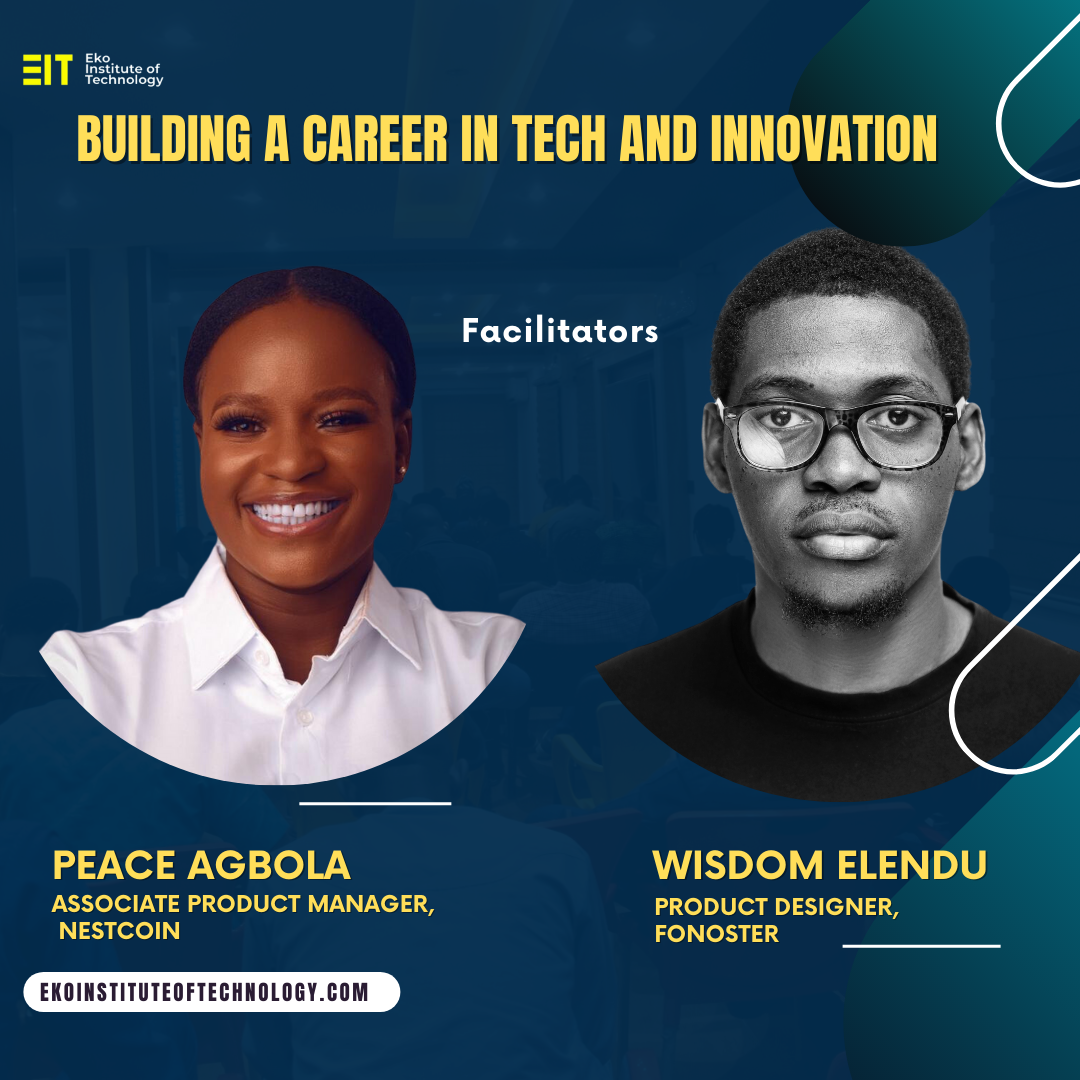 EIT
Eko
Institute of
Technology
BUILDING A CAREER IN TECH AND INNOVATION
Facilitators
PEACE AGBOLA
ASSOCIATE PRODUCT MANAGER,
NESTCOIN
WISDOM ELENDU
PRODUCT DESIGNER,
FONOSTER
EKOINSTITUTEOFTECHNOLOGY.COM